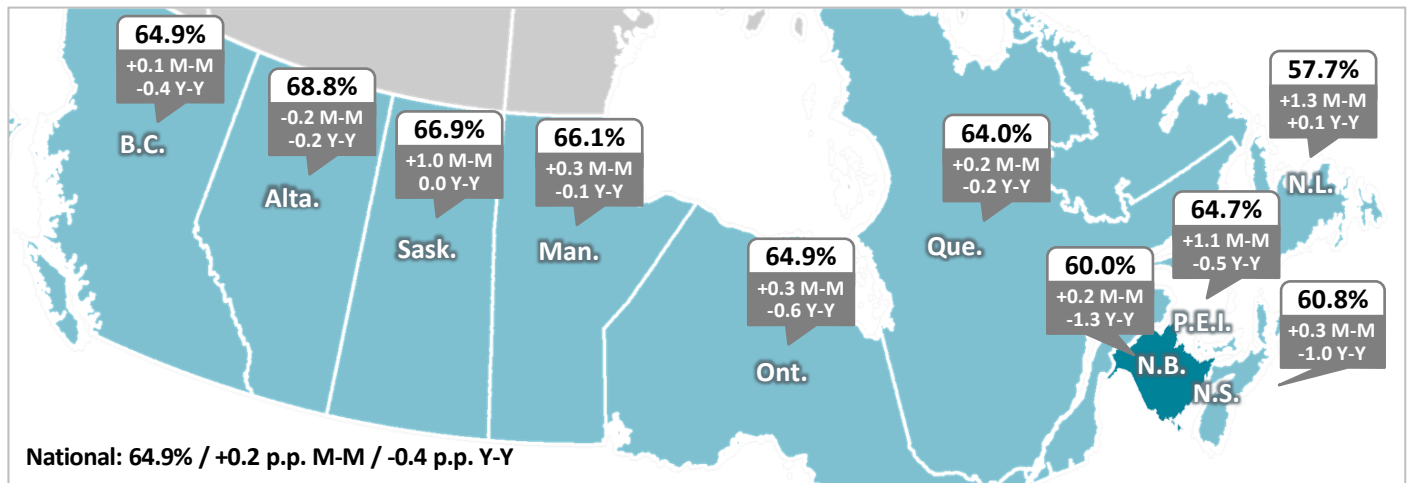 64.9%
+0.1 M-M
-0.4 Y-Y
B.C.
68.8%
-0.2 M-M
-0.2 Y-Y
Alta.
66.9%
+1.0 M-M
0.0 Y-Y
Sask.
66.1%
+0.3 M-M
-0.1 Y-Y
Man.
64.9%
+0.3 M-M
-0.6 Y-Y
Ont.
64.0%
+0.2 M-M
-0.2 Y-Y
Que.
57.7%
+1.3 M-M
+0.1 Y-Y
N.L.
64.7%
+1.1 M-M
-0.5 Y-Y
P.E.I.
60.0%
+0.2 M-M
-1.3 Y-Y
N.B.
60.8%
+0.3 M-M
-1.0 Y-Y
N.S.
National: 64.9% / +0.2 p.p. M-M / -0.4 p.p. Y-Y